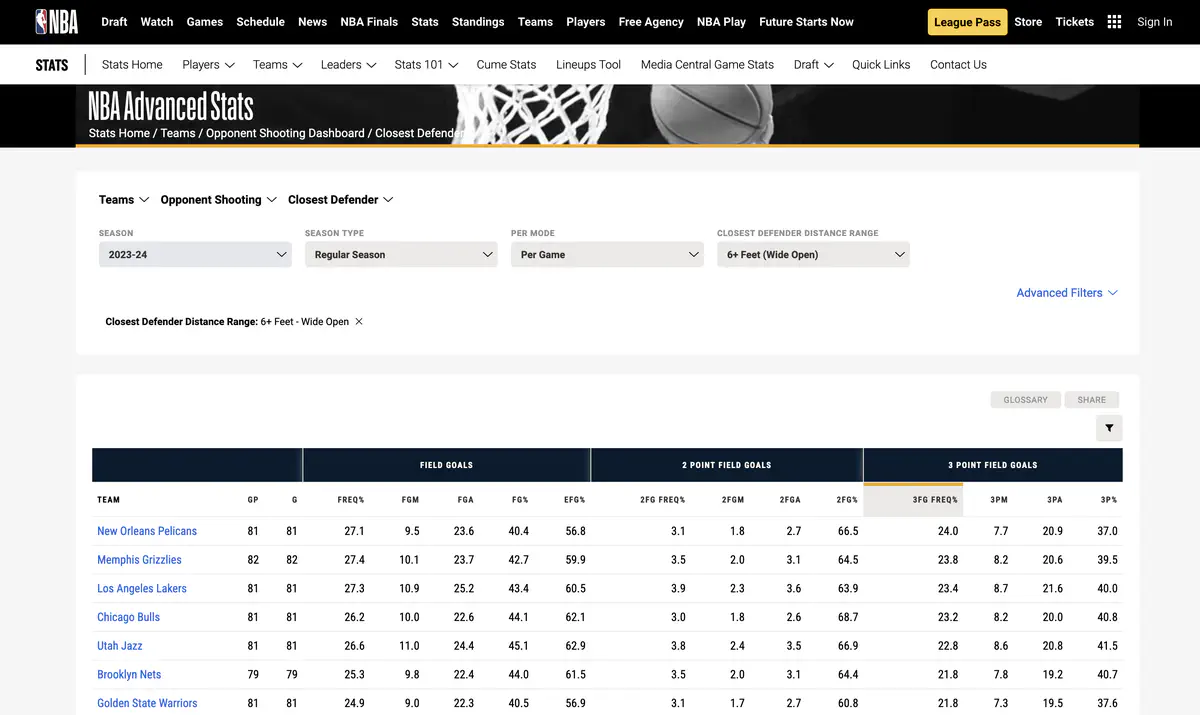 NBA Draft Watch Games Schedule News NBA Finals Stats Standings Teams Players Free Agency NBA Play Future Starts Now League Pass Store Tickets Sign In
STATS Stats Home Players Teams Leaders Stats 101 Cume Stats Lineups Tool Media Central Game Stats Draft Quick Links Contact Us
NBA Advanced Stats
Stats Home / Teams / Opponent Shooting Dashboard / Closest Defender
Teams Opponent Shooting Closest Defender
SEASON SEASON TYPE PER MODE CLOSEST DEFENDER DISTANCE RANGE
2023-24 Regular Season Per Game 6+ Feet (Wide Open)
Advanced Filters
Closest Defender Distance Range: 6+ Feet - Wide Open ×
GLOSSARY SHARE
FIELD GOALS 2 POINT FIELD GOALS 3 POINT FIELD GOALS
TEAM GP G FREQ% FGM FGA FG% EFG% 2FG FREQ% 2FGM 2FGA 2FG% 3FG FREQ% 3PM 3PA 3P%
New Orleans Pelicans 81 81 27.1 9.5 23.6 40.4 56.8 3.1 1.8 2.7 66.5 24.0 7.7 20.9 37.0
Memphis Grizzlies 82 82 27.4 10.1 23.7 42.7 59.9 3.5 2.0 3.1 64.5 23.8 8.2 20.6 39.5
Los Angeles Lakers 81 81 27.3 10.9 25.2 43.4 60.5 3.9 2.3 3.6 63.9 23.4 8.7 21.6 40.0
Chicago Bulls 81 81 26.2 10.0 22.6 44.1 62.1 3.0 1.8 2.6 68.7 23.2 8.2 20.0 40.8
Utah Jazz 81 81 26.6 11.0 24.4 45.1 62.9 3.8 2.4 3.5 66.9 22.8 8.6 20.8 41.5
Brooklyn Nets 79 79 25.3 9.8 22.4 44.0 61.5 3.5 2.0 3.1 64.4 21.8 7.8 19.2 40.7
Golden State Warriors 81 81 24.9 9.0 22.3 40.5 56.9 3.1 1.7 2.7 60.8 21.8 7.3 19.5 37.6